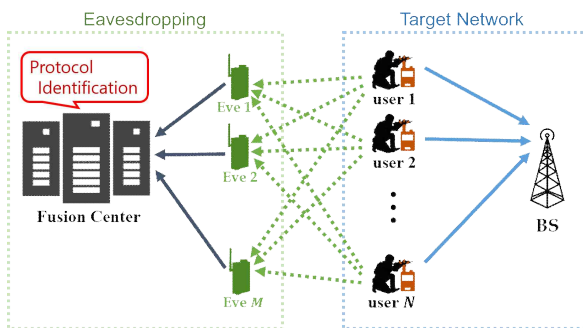 Eavesdropping
Target Network
Protocol
Identification
Fusion Center
Eve 1
Eve 2
Eve M
user 1
user 2
user N
BS